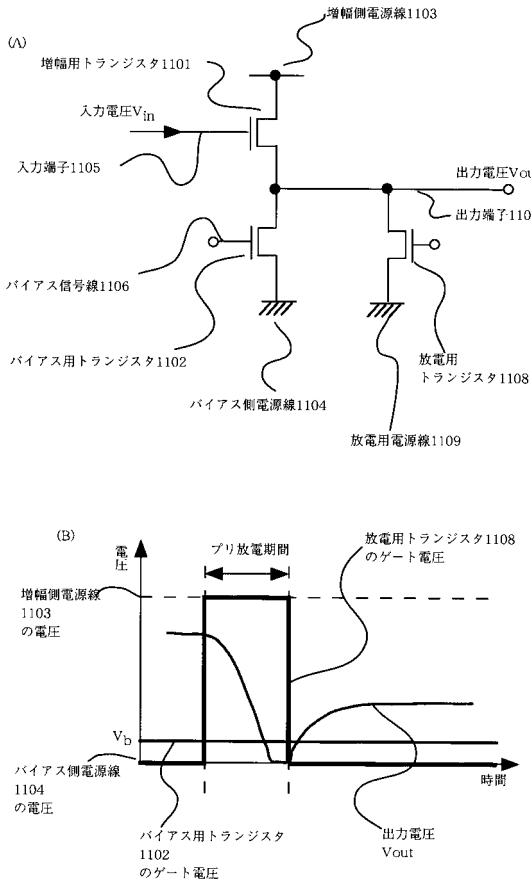 (A)
増幅側電源線1103
増幅用トランジスタ1101
入力電圧Vin
入力端子1105
出力電圧Vou
出力端子110
バイアス信号線1106
バイアス用トランジスタ1102
放電用
トランジスタ1108
バイアス側電源線1104
放電用電源線1109
(B)
電圧
プリ放電期間
放電用トランジスタ1108
のゲート電圧
増幅側電源線
1103
の電圧
Vb
バイアス側電源線
1104
の電圧
時間
バイアス用トランジスタ
1102
のゲート電圧
出力電圧
Vout